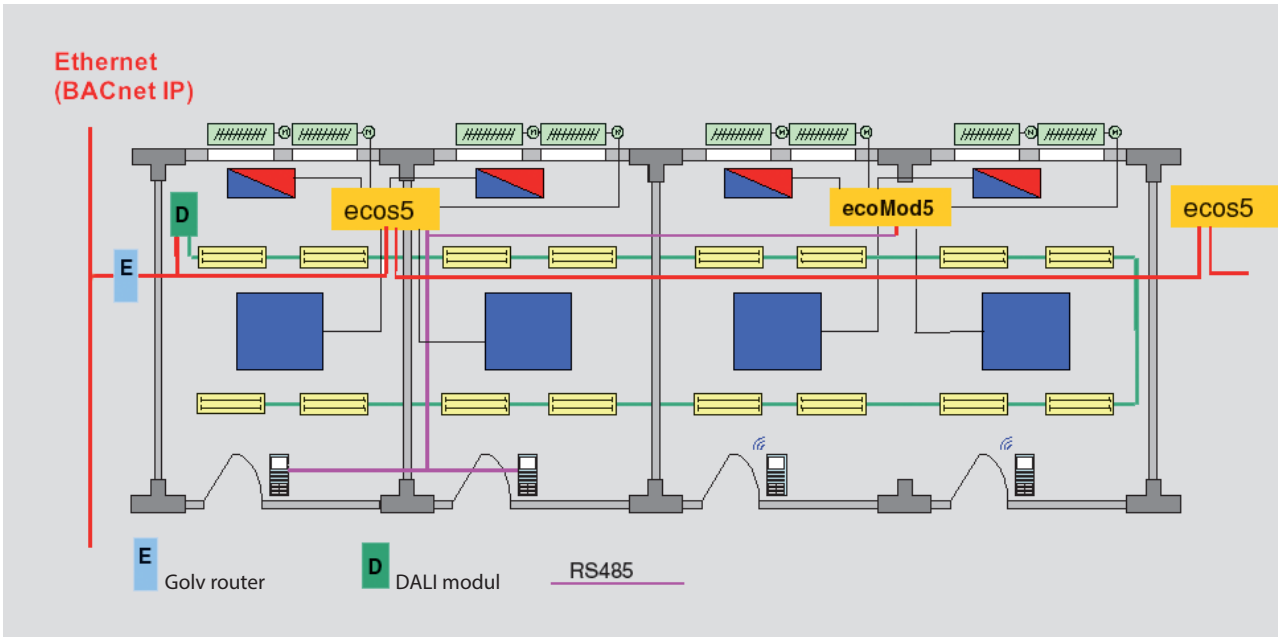 Ethernet
(BACnet IP)
M
M
M
M
M
M
N
M
D
ecos5
ecoMod5
ecos5
E
E
Golv router
D
DALI modul
RS485